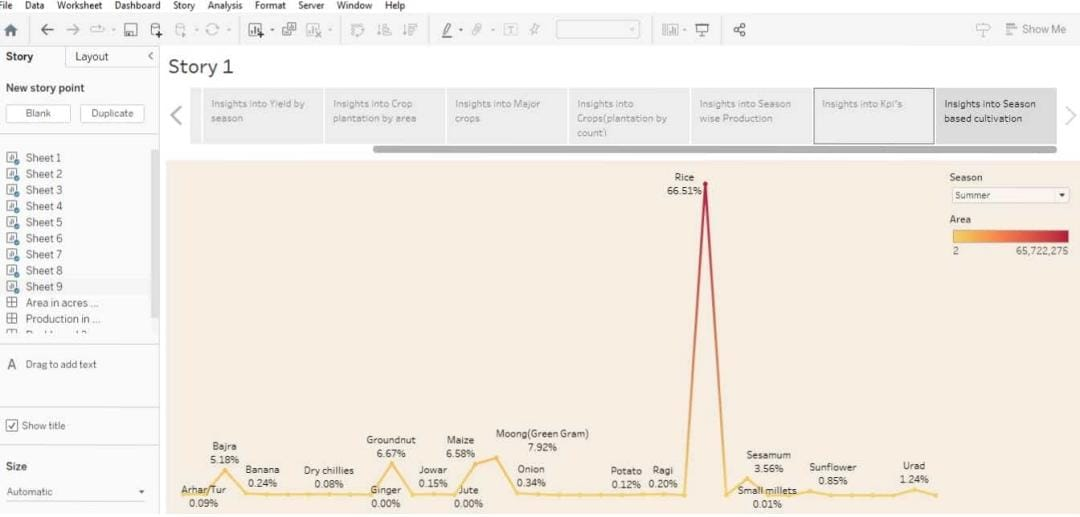 File Data Worksheet Dashboard Story Analysis Format Server Window Help
Show Me
Story Layout
New story point
Blank Duplicate
Sheet 1
Sheet 2
Sheet 3
Sheet 4
Sheet 5
Sheet 6
Sheet 7
Sheet 8
Sheet 9
Area in acres ...
Production in ...
A Drag to add text
Show title
Size
Automatic
Story 1
Insights into Yield by
season
Insights into Crop
plantation by area
Insights into Major
crops
Insights into
Crops(plantation by
count)
Insights into Season
wise Production
Insights into Kpi's
Insights into Season
based cultivation
Season
Summer
Area
2 65,722,275
Rice
66.51%
Arhar/Tur
0.09%
Bajra
5.18%
Banana
0.24%
Dry chillies
0.08%
Groundnut
6.67%
Ginger
0.00%
Jowar
0.15%
Maize
6.58%
Jute
0.00%
Moong(Green Gram)
7.92%
Onion
0.34%
Potato
0.12%
Ragi
0.20%
Sesamum
3.56%
Small millets
0.01%
Sunflower
0.85%
Urad
1.24%